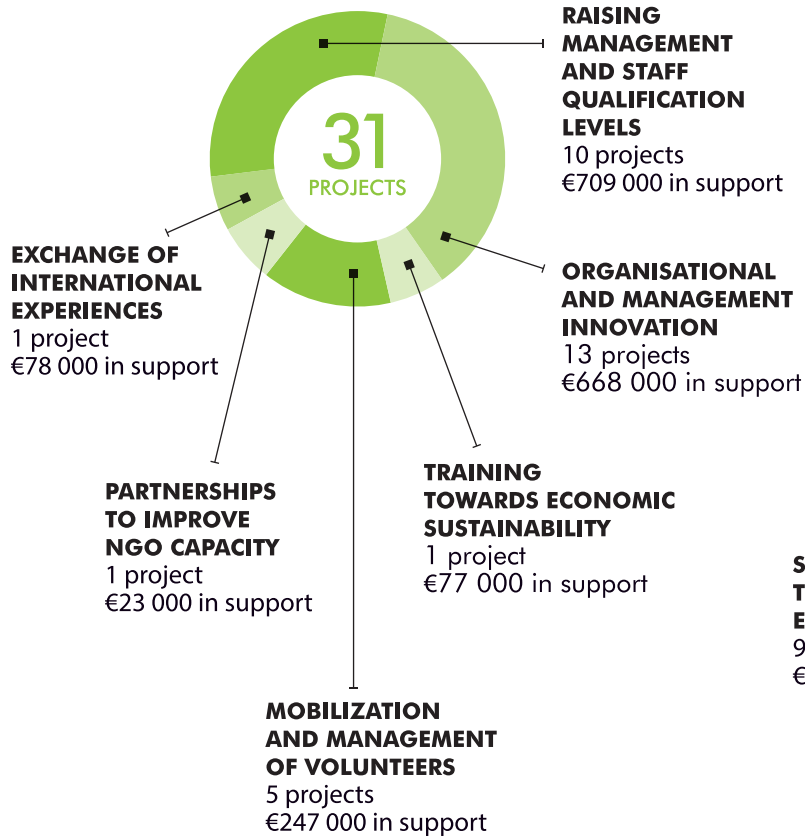 31
PROJECTS
RAISING
MANAGEMENT
AND STAFF
QUALIFICATION
LEVELS
10 projects
€709 000 in support
ORGANISATIONAL
AND MANAGEMENT
INNOVATION
13 projects
€668 000 in support
EXCHANGE OF
INTERNATIONAL
EXPERIENCES
1 project
€78 000 in support
PARTNERSHIPS
TO IMPROVE
NGO CAPACITY
1 project
€23 000 in support
TRAINING
TOWARDS ECONOMIC
SUSTAINABILITY
1 project
€77 000 in support
MOBILIZATION
AND MANAGEMENT
OF VOLUNTEERS
5 projects
€247 000 in support